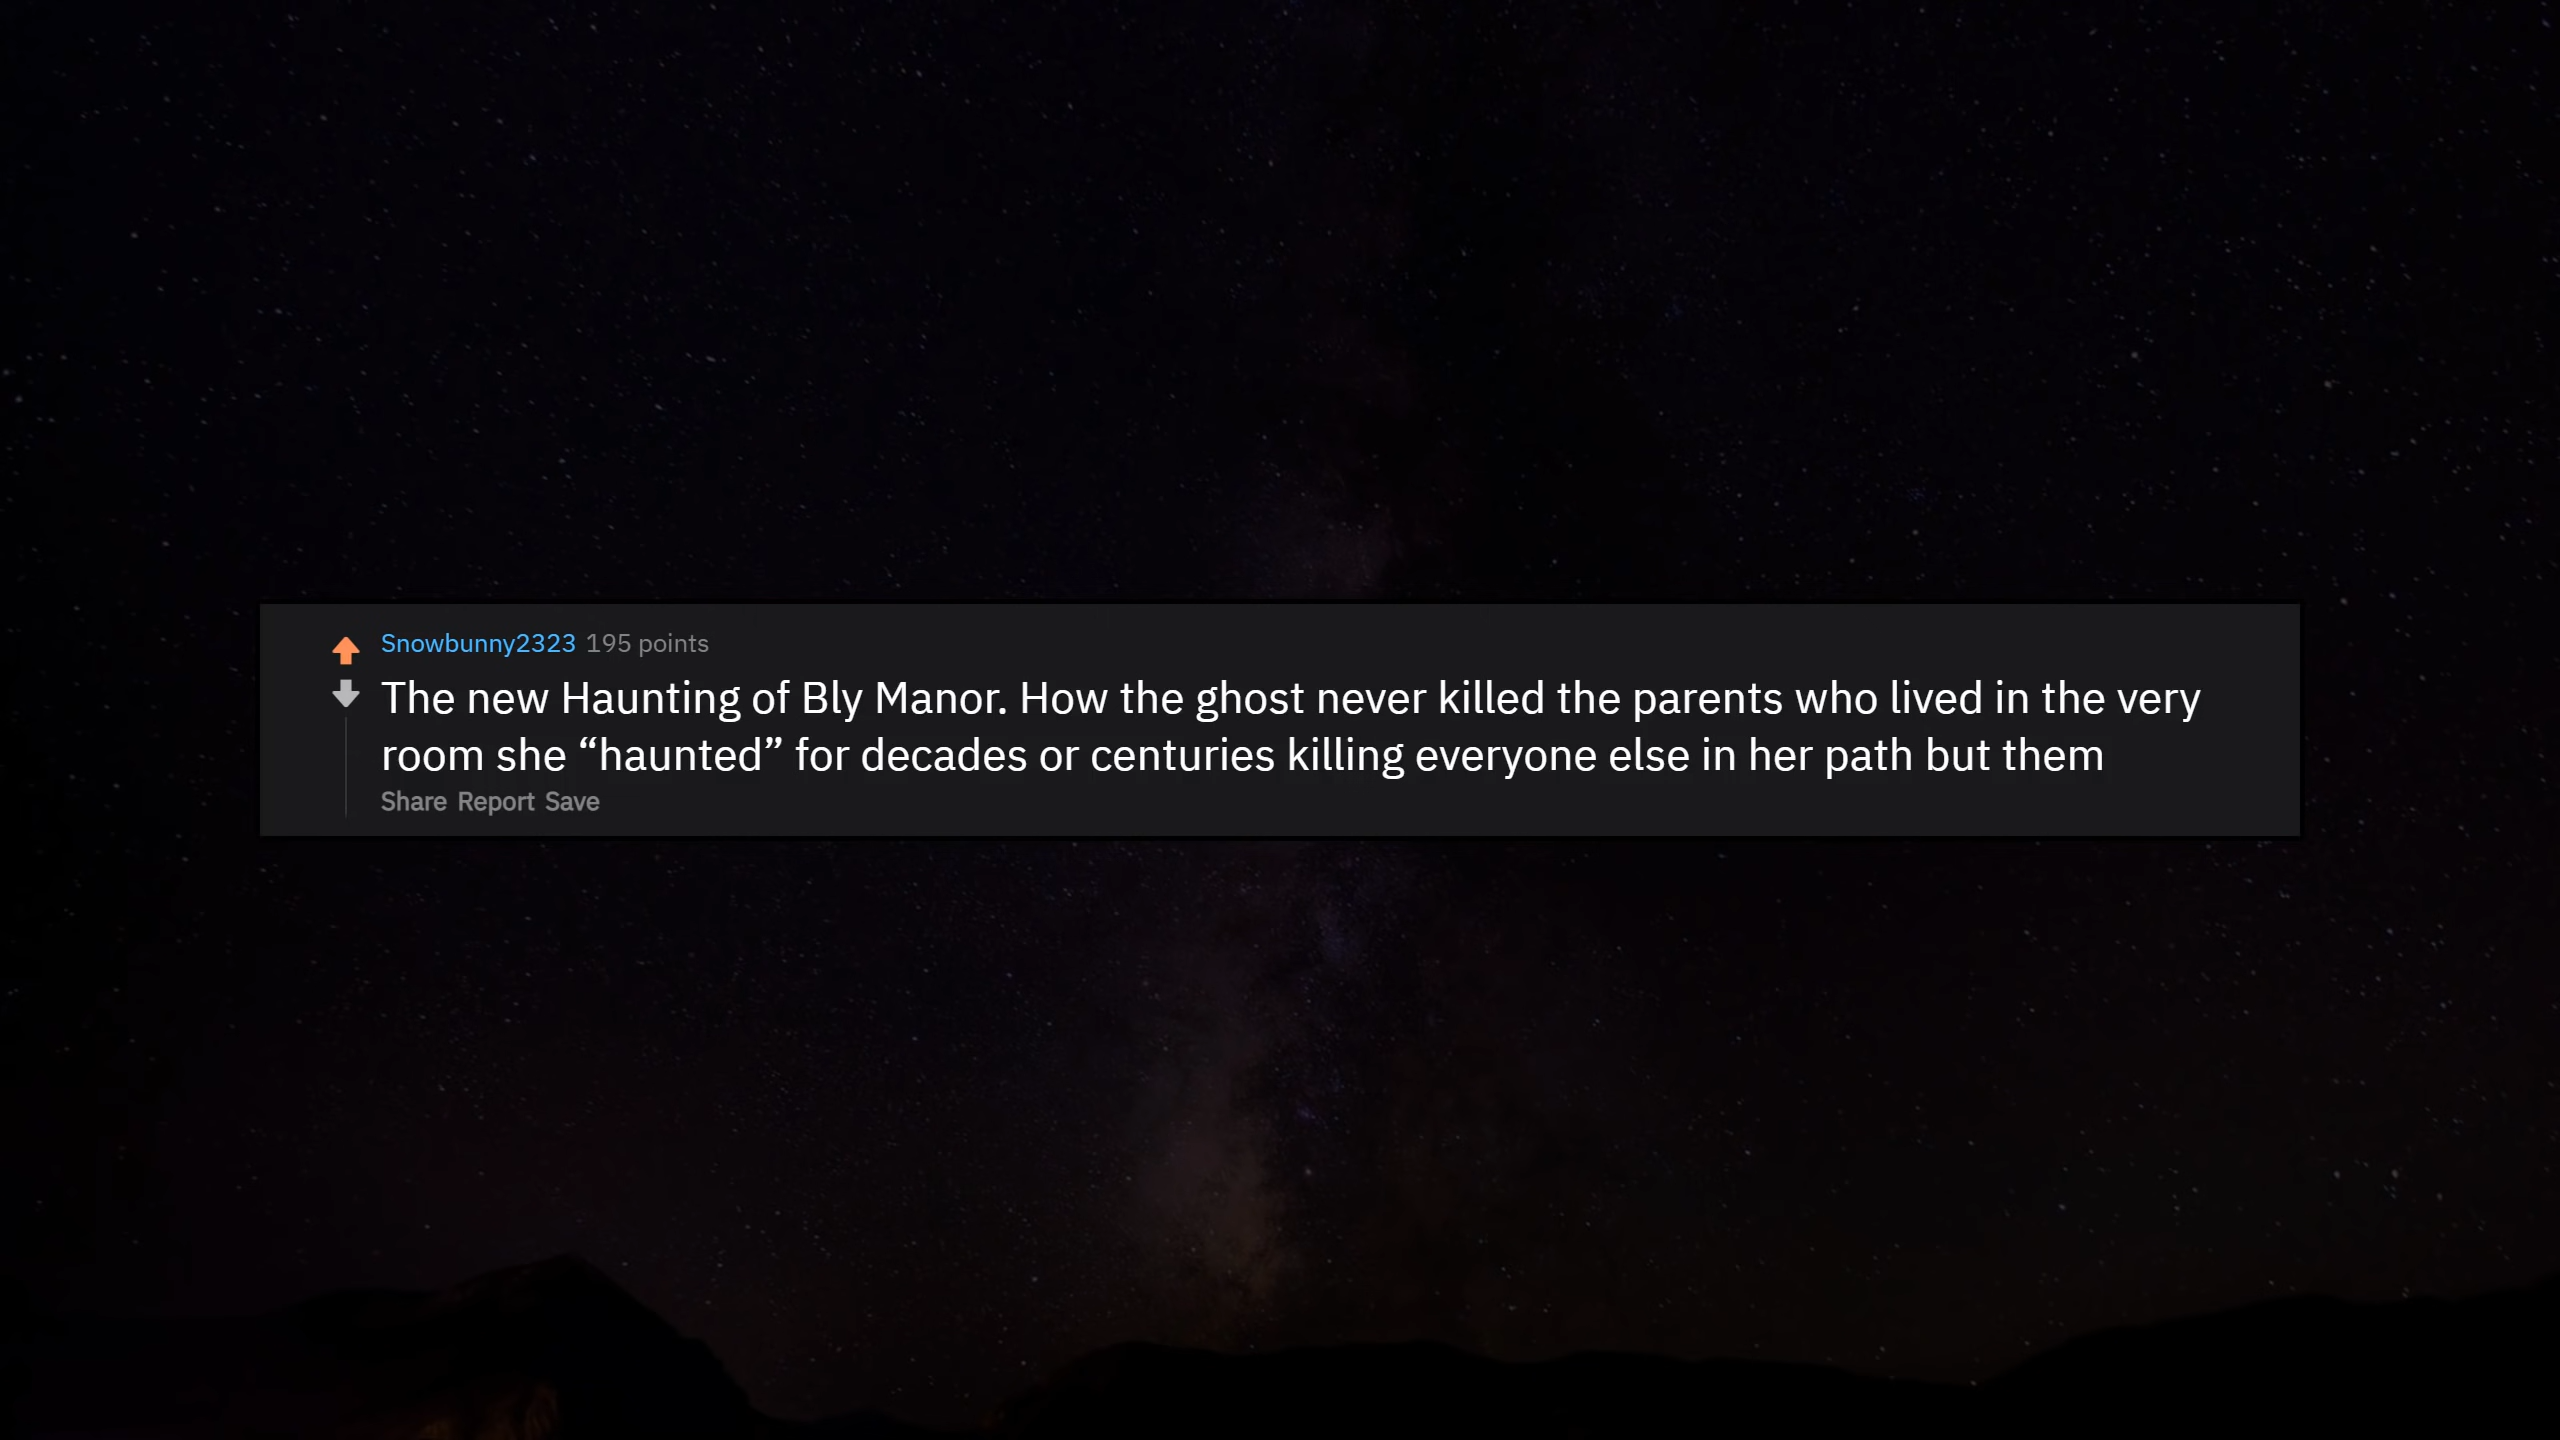 Snowbunny2323 195 points
The new Haunting of Bly Manor. How the ghost never killed the parents who lived in the very
room she “haunted” for decades or centuries killing everyone else in her path but them
Share Report Save